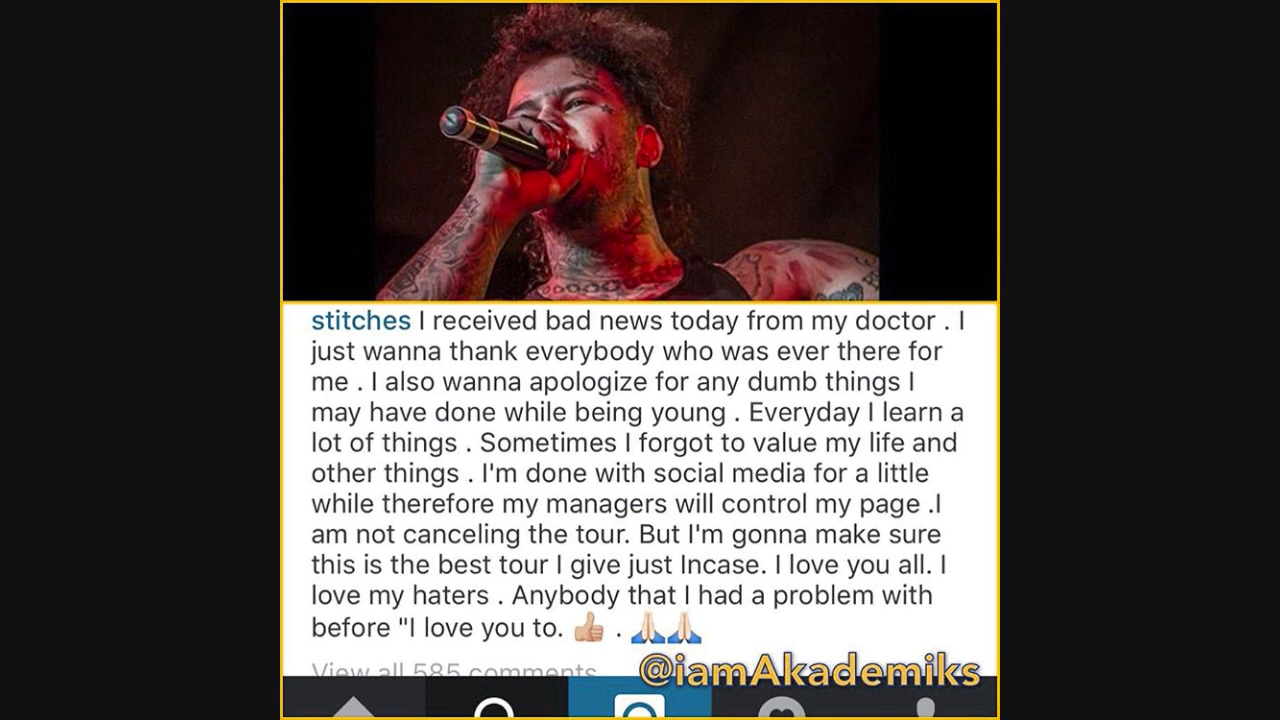 stitches I received bad news today from my doctor . I
just wanna thank everybody who was ever there for
me . I also wanna apologize for any dumb things I
may have done while being young . Everyday I learn a
lot of things . Sometimes I forgot to value my life and
other things . I'm done with social media for a little
while therefore my managers will control my page .I
am not canceling the tour. But I'm gonna make sure
this is the best tour I give just Incase. I love you all. I
love my haters . Anybody that I had a problem with
before "I love you to. 👍🏼 . 🙏🏻🙏🏻
View all 585 comments
@iamAkademiks